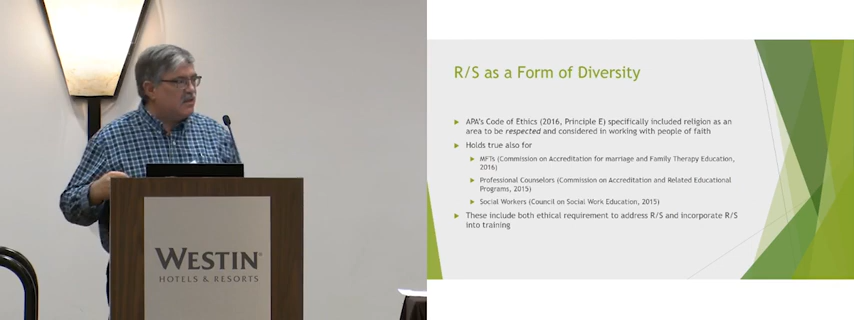 WESTIN
HOTELS & RESORTS
R/S as a Form of Diversity
APA's Code of Ethics (2016, Principle E) specifically included religion as an
area to be respected and considered in working with people of faith
Holds true also for
MFTs (Commission on Accreditation for marriage and Family Therapy Education,
2016)
Professional Counselors (Commission on Accreditation and Related Educational
Programs, 2015)
Social Workers (Council on Social Work Education, 2015)
These include both ethical requirement to address R/S and incorporate R/S
into training